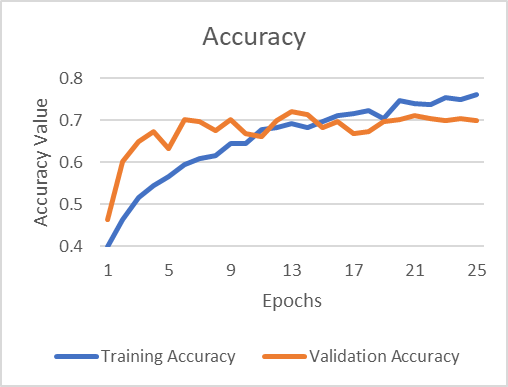 Accuracy
0.8
0.7
0.6
0.5
0.4
Accuracy Value
1 5 9 13 17 21 25
Epochs
Training Accuracy Validation Accuracy